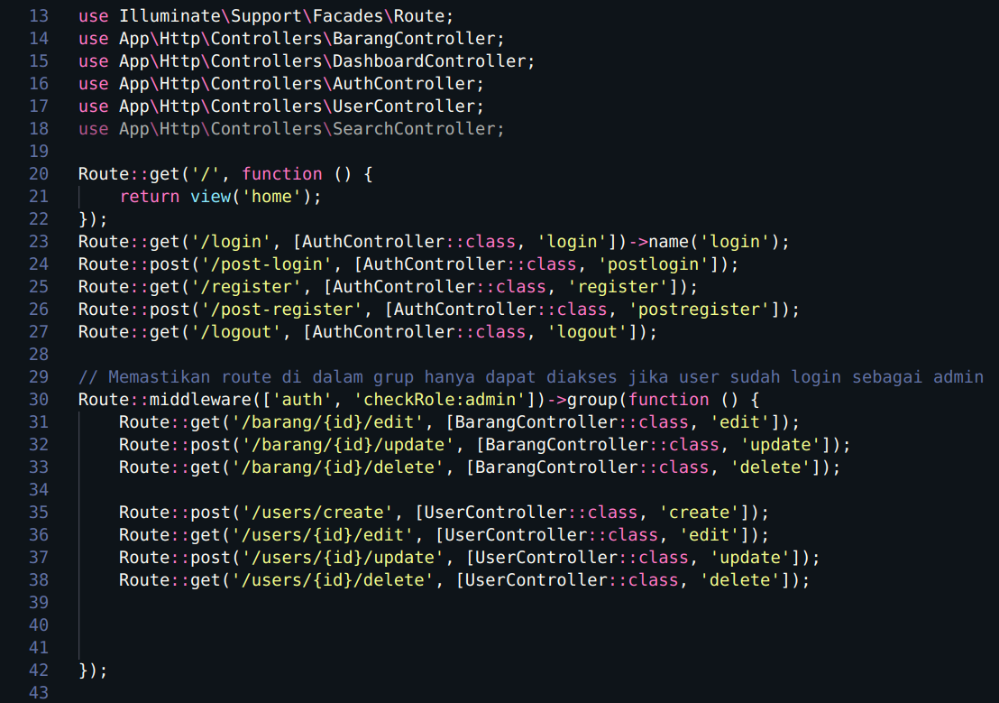 13 use Illuminate\Support\Facades\Route;
14 use App\Http\Controllers\BarangController;
15 use App\Http\Controllers\DashboardController;
16 use App\Http\Controllers\AuthController;
17 use App\Http\Controllers\UserController;
18 use App\Http\Controllers\SearchController;
19
20 Route::get('/', function () {
21     return view('home');
22 });
23 Route::get('/login', [AuthController::class, 'login'])->name('login');
24 Route::post('/post-login', [AuthController::class, 'postlogin']);
25 Route::get('/register', [AuthController::class, 'register']);
26 Route::post('/post-register', [AuthController::class, 'postregister']);
27 Route::get('/logout', [AuthController::class, 'logout']);
28
29 // Memastikan route di dalam grup hanya dapat diakses jika user sudah login sebagai admin
30 Route::middleware(['auth', 'checkRole:admin'])->group(function () {
31     Route::get('/barang/{id}/edit', [BarangController::class, 'edit']);
32     Route::post('/barang/{id}/update', [BarangController::class, 'update']);
33     Route::get('/barang/{id}/delete', [BarangController::class, 'delete']);
34
35     Route::post('/users/create', [UserController::class, 'create']);
36     Route::get('/users/{id}/edit', [UserController::class, 'edit']);
37     Route::post('/users/{id}/update', [UserController::class, 'update']);
38     Route::get('/users/{id}/delete', [UserController::class, 'delete']);
39
40
41
42 });
43